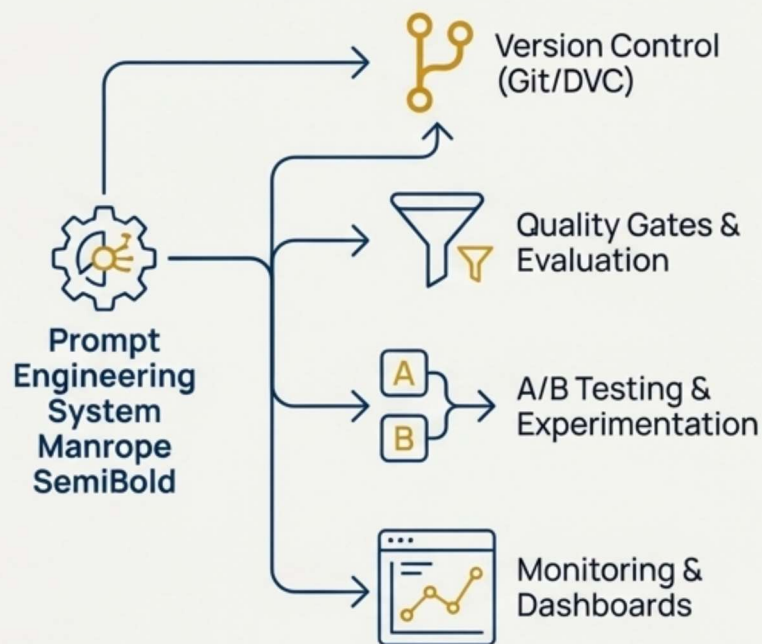 Version Control
(Git/DVC)
Quality Gates &
Evaluation
Prompt
Engineering
System
Manrope
SemiBold
A
B
A/B Testing &
Experimentation
Monitoring &
Dashboards